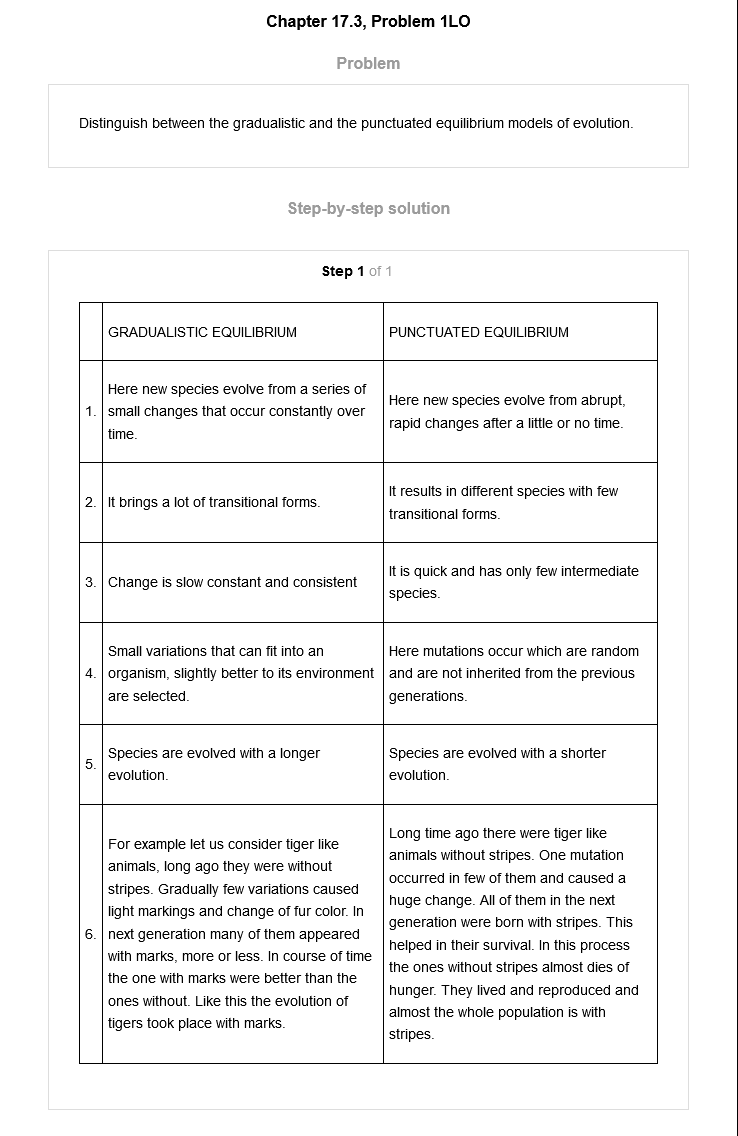 Chapter 17.3, Problem 1LO
Problem
Distinguish between the gradualistic and the punctuated equilibrium models of evolution.
Step-by-step solution
Step 1 of 1
GRADUALISTIC EQUILIBRIUM
PUNCTUATED EQUILIBRIUM
1.
Here new species evolve from a series of
small changes that occur constantly over
time.
Here new species evolve from abrupt,
rapid changes after a little or no time.
2.
It brings a lot of transitional forms.
It results in different species with few
transitional forms.
3.
Change is slow constant and consistent
It is quick and has only few intermediate
species.
4.
Small variations that can fit into an
organism, slightly better to its environment
are selected.
Here mutations occur which are random
and are not inherited from the previous
generations.
5.
Species are evolved with a longer
evolution.
Species are evolved with a shorter
evolution.
6.
For example let us consider tiger like
animals, long ago they were without
stripes. Gradually few variations caused
light markings and change of fur color. In
next generation many of them appeared
with marks, more or less. In course of time
the one with marks were better than the
ones without. Like this the evolution of
tigers took place with marks.
Long time ago there were tiger like
animals without stripes. One mutation
occurred in few of them and caused a
huge change. All of them in the next
generation were born with stripes. This
helped in their survival. In this process
the ones without stripes almost dies of
hunger. They lived and reproduced and
almost the whole population is with
stripes.